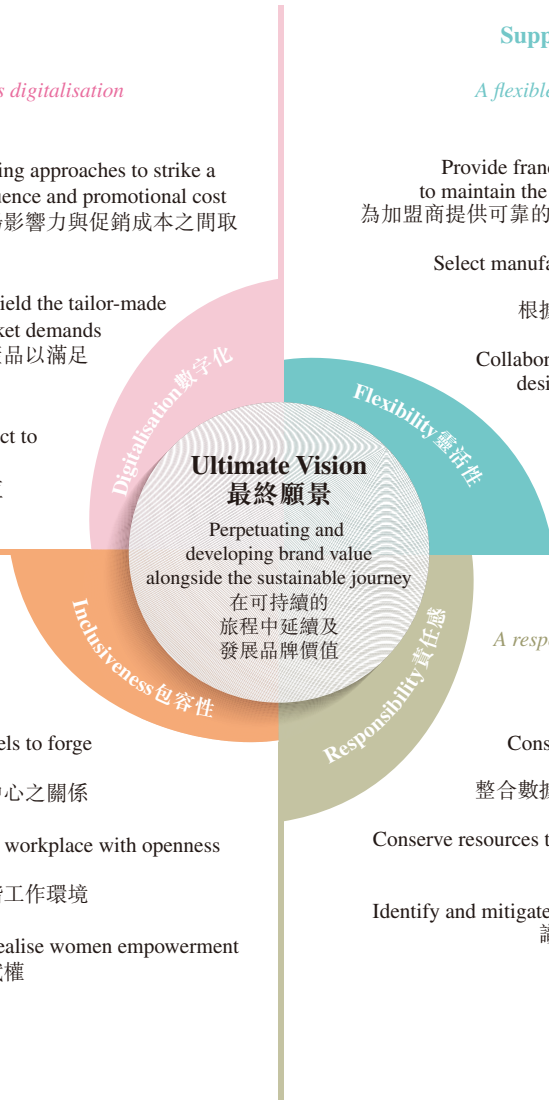 s digitalisation
ing approaches to strike a
uence and promotional cost
影響力與促銷成本之間取
ield the tailor-made
ket demands
產品以滿足
ct to
Digitalisation數字化
Supp
A flexible
Provide fran
to maintain the
為加盟商提供可靠的
Select manufa
根據
Collabor
desi
Flexibility靈活性
Ultimate Vision
最終願景
Perpetuating and
developing brand value
alongside the sustainable journey
在可持續的
旅程中延續及
發展品牌價值
Inclusiveness包容性
els to forge
心之關係
workplace with openness
工作環境
ealise women empowerment
權
Responsibility責任感
A resp
Cons
整合數據
Conserve resources t
Identify and mitigate